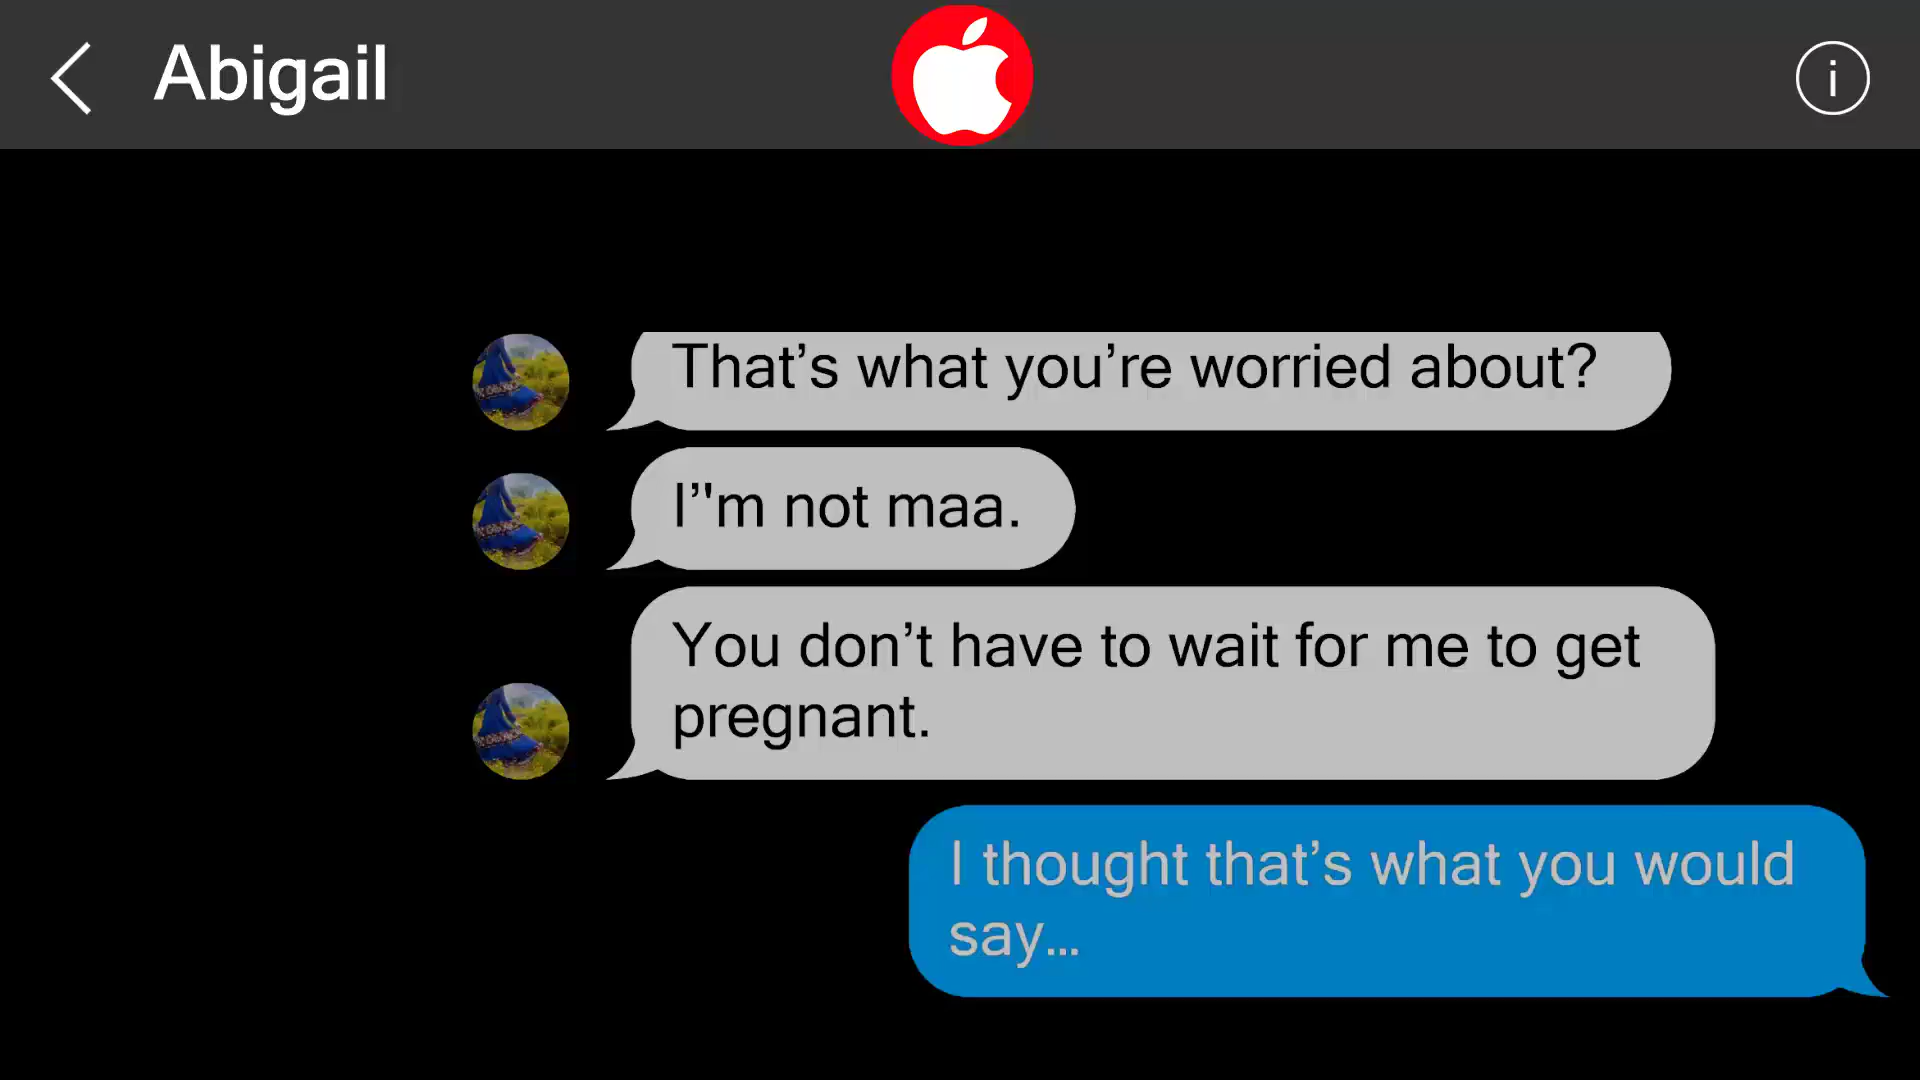 Abigail
i
That’s what you’re worried about?
I’"m not maa.
You don’t have to wait for me to get
pregnant.
I thought that’s what you would
say...